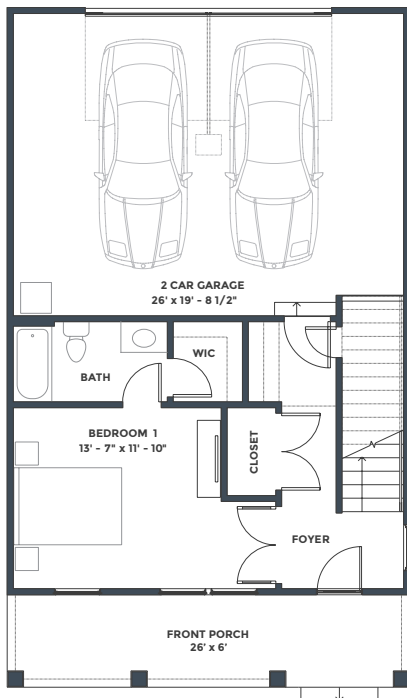 2 CAR GARAGE
26' x 19' - 8 1/2"
WIC
BATH
BEDROOM 1
13' - 7" x 11' - 10"
CLOSET
FOYER
FRONT PORCH
26' x 6'